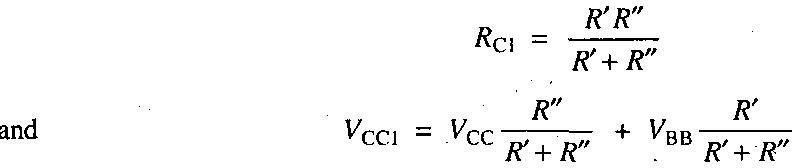 R_C1 = R′R″ / (R′ + R″)
and V_CC1 = V_CC R″ / (R′ + R″) + V_BB R′ / (R′ + R″)